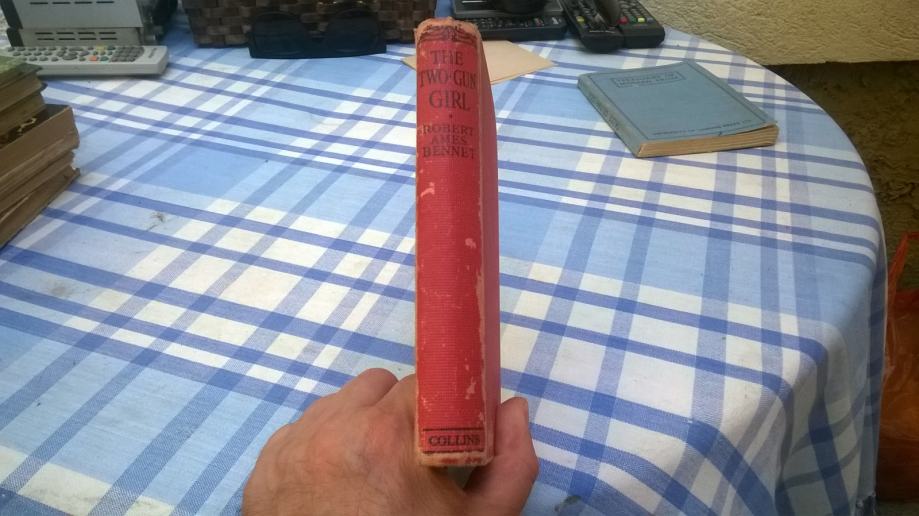 THE
TWO-GUN
GIRL
ROBERT
AMES
BENNET
COLLINS